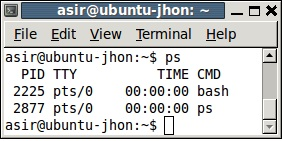 asir@ubuntu-jhon: ~
File Edit View Terminal Help
asir@ubuntu-jhon:~$ ps
  PID TTY          TIME CMD
 2225 pts/0    00:00:00 bash
 2877 pts/0    00:00:00 ps
asir@ubuntu-jhon:~$